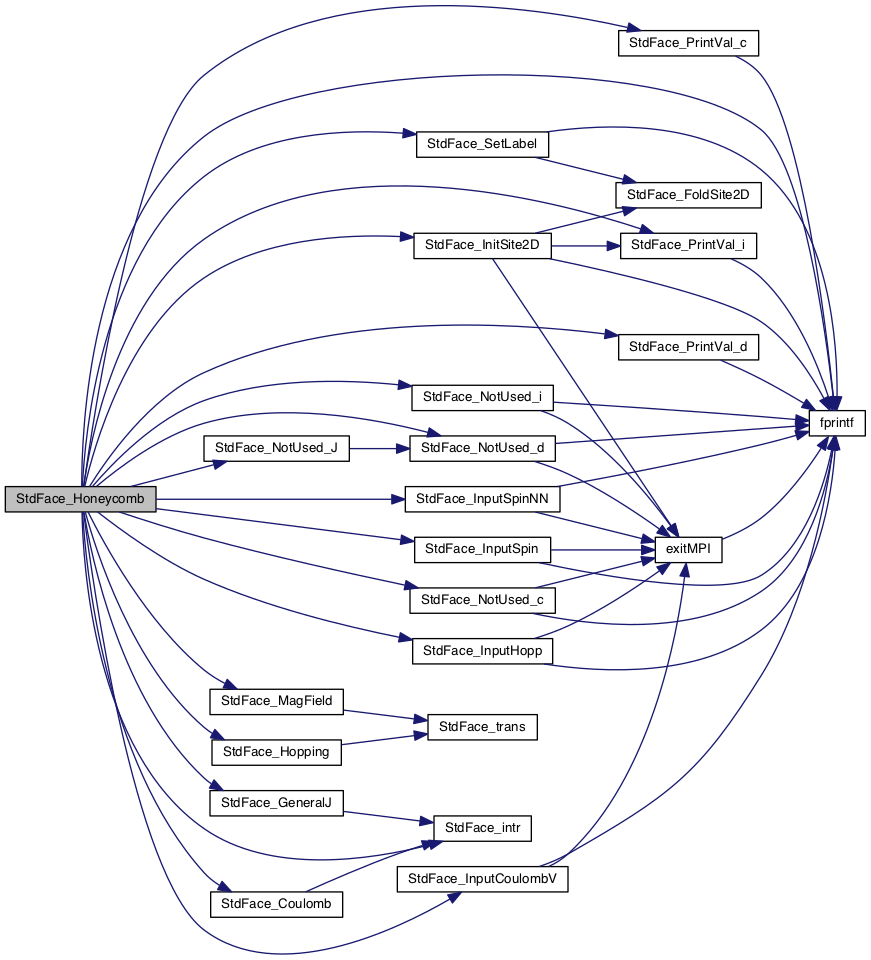 StdFace_PrintVal_c
StdFace_SetLabel
StdFace_FoldSite2D
StdFace_InitSite2D
StdFace_PrintVal_i
StdFace_PrintVal_d
StdFace_NotUsed_i
fprintf
StdFace_NotUsed_J
StdFace_NotUsed_d
StdFace_Honeycomb
StdFace_InputSpinNN
StdFace_InputSpin
exitMPI
StdFace_NotUsed_c
StdFace_InputHopp
StdFace_MagField
StdFace_trans
StdFace_Hopping
StdFace_GeneralJ
StdFace_intr
StdFace_InputCoulombV
StdFace_Coulomb